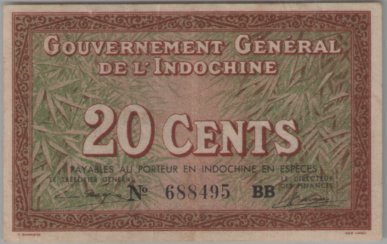 GOUVERNEMENT GÉNÉRAL
DE L'INDOCHINE
20 CENTS
PAYABLES AU PORTEUR EN INDOCHINE EN ESPÈCES
LE TRÉSORIER GÉNÉRAL
LE DIRECTEUR
DES FINANCES
No 688495 BB